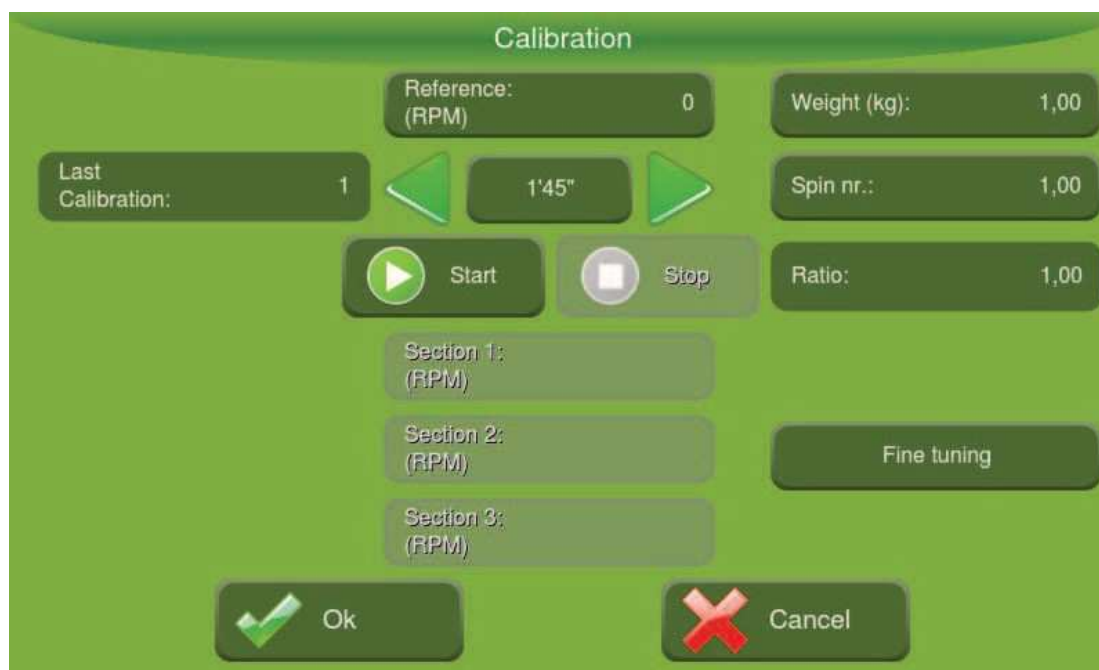 Calibration
Reference:
(RPM)
0
Weight (kg):
1,00
Last
Calibration:
1
1'45"
Spin nr.:
1,00
Start
Stop
Ratio:
1,00
Section 1:
(RPM)
Section 2:
(RPM)
Fine tuning
Section 3:
(RPM)
Ok
Cancel